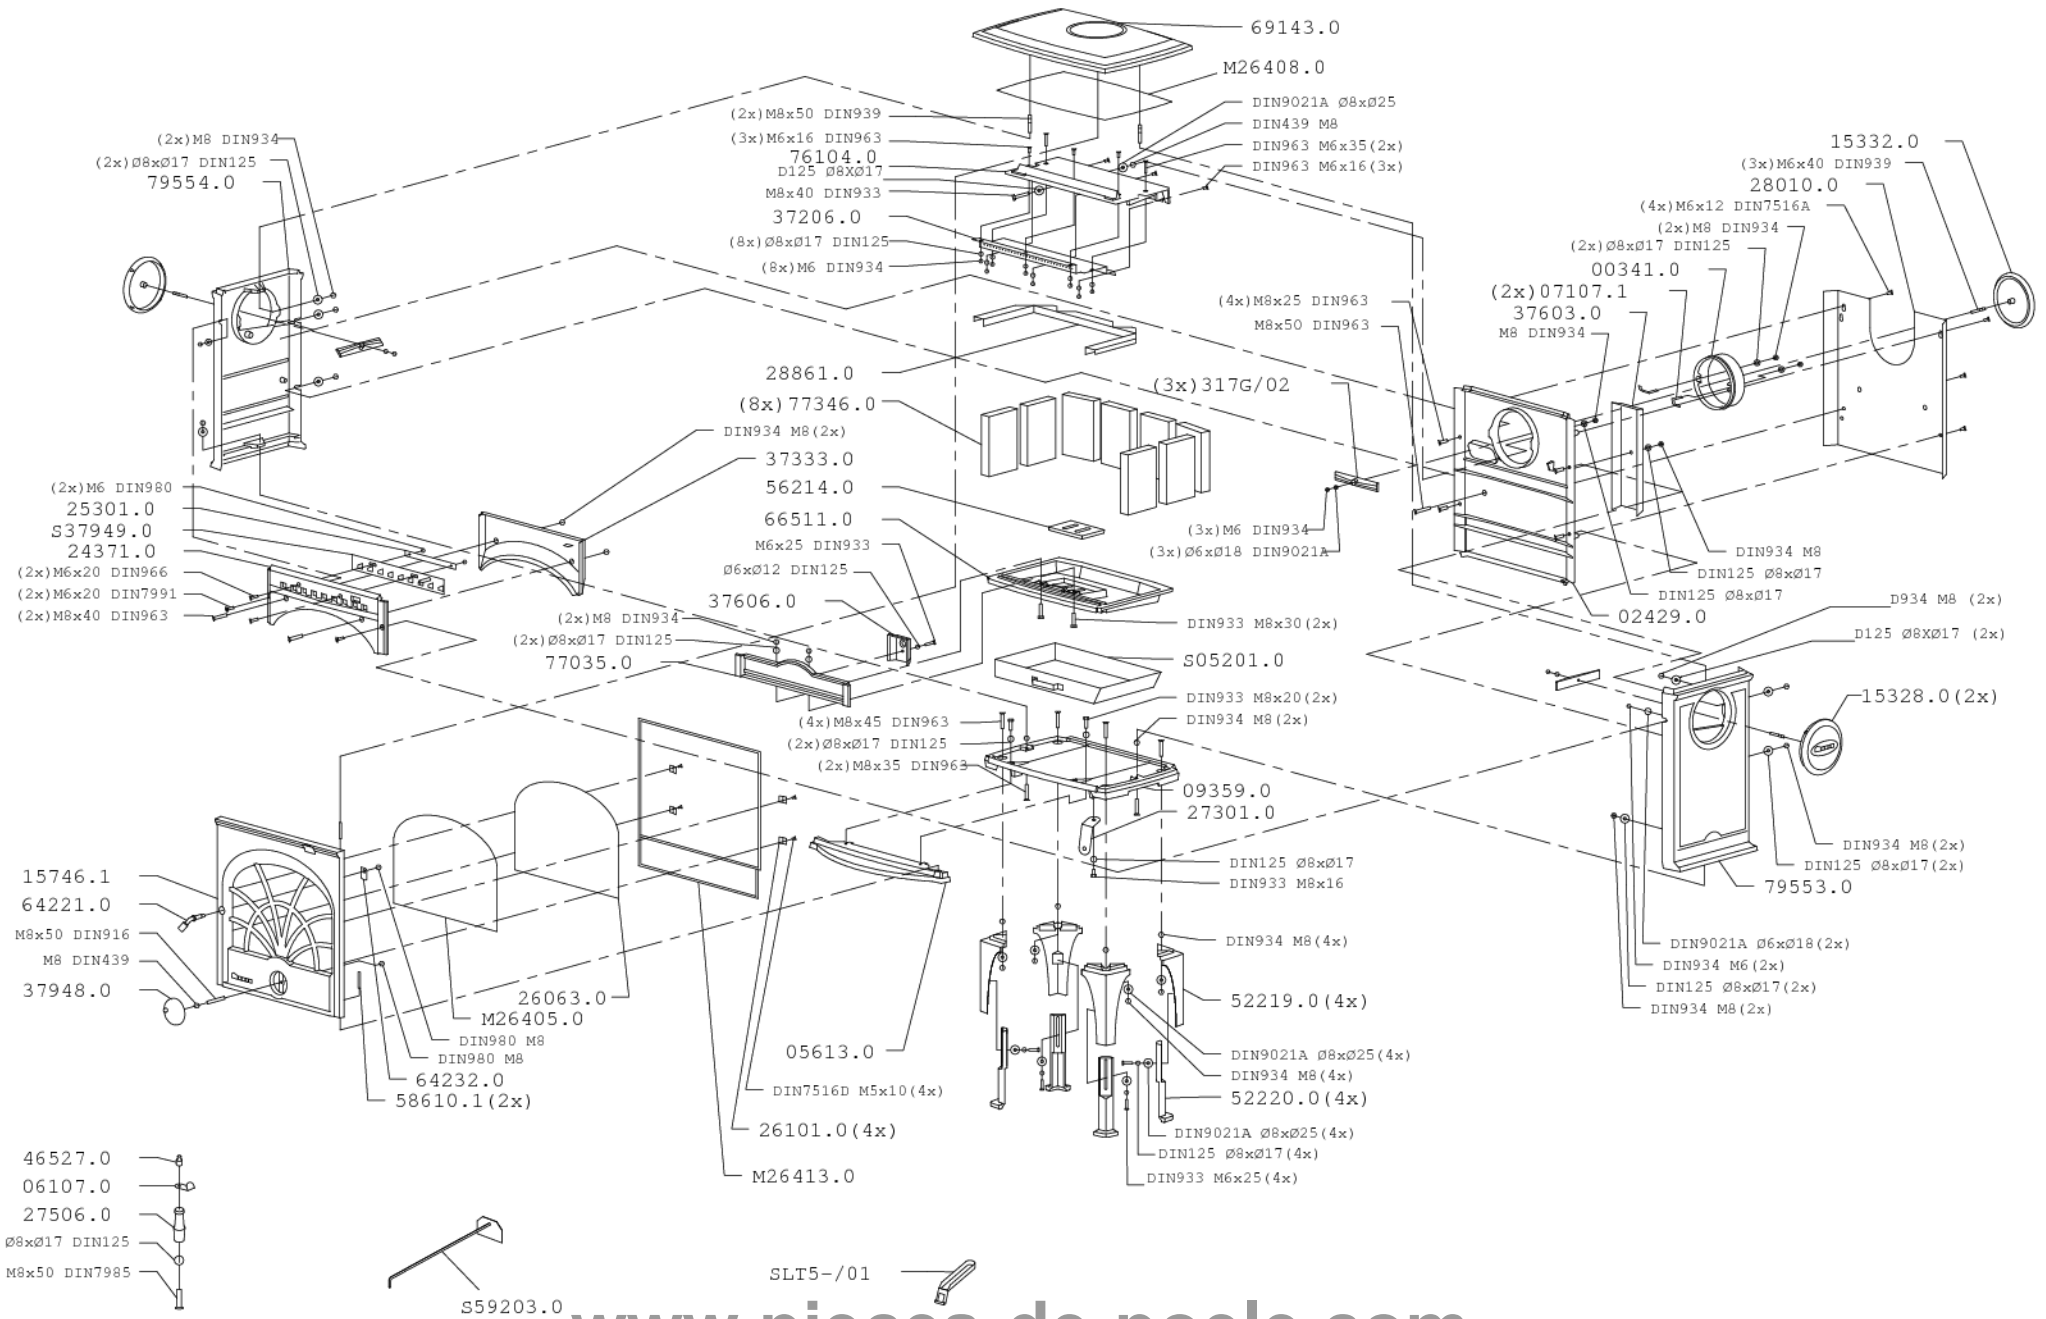 69143.0
M26408.0
DIN9021A Ø8xØ25
(2x)M8x50 DIN939
DIN439 M8
(3x)M6x16 DIN963
DIN963 M6x35(2x)
76104.0
D125 Ø8XØ17
DIN963 M6x16(3x)
M8x40 DIN933
37206.0
(8x)Ø8xØ17 DIN125
(8x)M6 DIN934
(2x)M8 DIN934
(2x)Ø8xØ17 DIN125
79554.0
15332.0
(3x)M6x40 DIN939
28010.0
(4x)M6x12 DIN7516A
(2x)M8 DIN934
(2x)Ø8xØ17 DIN125
00341.0
(2x)07107.1
37603.0
M8 DIN934
(4x)M8x25 DIN963
M8x50 DIN963
(3x)317G/02
28861.0
(8x)77346.0
DIN934 M8(2x)
37333.0
56214.0
66511.0
M6x25 DIN933
Ø6xØ12 DIN125
37606.0
(2x)M8 DIN934
(2x)Ø8xØ17 DIN125
77035.0
(2x)M6 DIN980
25301.0
S37949.0
24371.0
(2x)M6x20 DIN966
(2x)M6x20 DIN7991
(2x)M8x40 DIN963
(3x)M6 DIN934
(3x)Ø6xØ18 DIN9021A
DIN934 M8
DIN125 Ø8xØ17
DIN125 Ø8xØ17
02429.0
D934 M8 (2x)
D125 Ø8XØ17 (2x)
15328.0(2x)
DIN933 M8x30(2x)
S05201.0
DIN933 M8x20(2x)
(4x)M8x45 DIN963
DIN934 M8(2x)
(2x)Ø8xØ17 DIN125
(2x)M8x35 DIN963
09359.0
27301.0
DIN125 Ø8xØ17
DIN933 M8x16
DIN934 M8(2x)
DIN125 Ø8xØ17(2x)
79553.0
DIN9021A Ø6xØ18(2x)
DIN934 M6(2x)
DIN125 Ø8xØ17(2x)
DIN934 M8(2x)
15746.1
64221.0
M8x50 DIN916
M8 DIN439
37948.0
26063.0
M26405.0
DIN980 M8
DIN980 M8
64232.0
58610.1(2x)
05613.0
DIN7516D M5x10(4x)
26101.0(4x)
M26413.0
DIN934 M8(4x)
52219.0(4x)
DIN9021A Ø8xØ25(4x)
DIN934 M8(4x)
52220.0(4x)
DIN9021A Ø8xØ25(4x)
DIN125 Ø8xØ17(4x)
DIN933 M6x25(4x)
46527.0
06107.0
27506.0
Ø8xØ17 DIN125
M8x50 DIN7985
S59203.0
SLT5-/01
www.pieces-de-poele.com